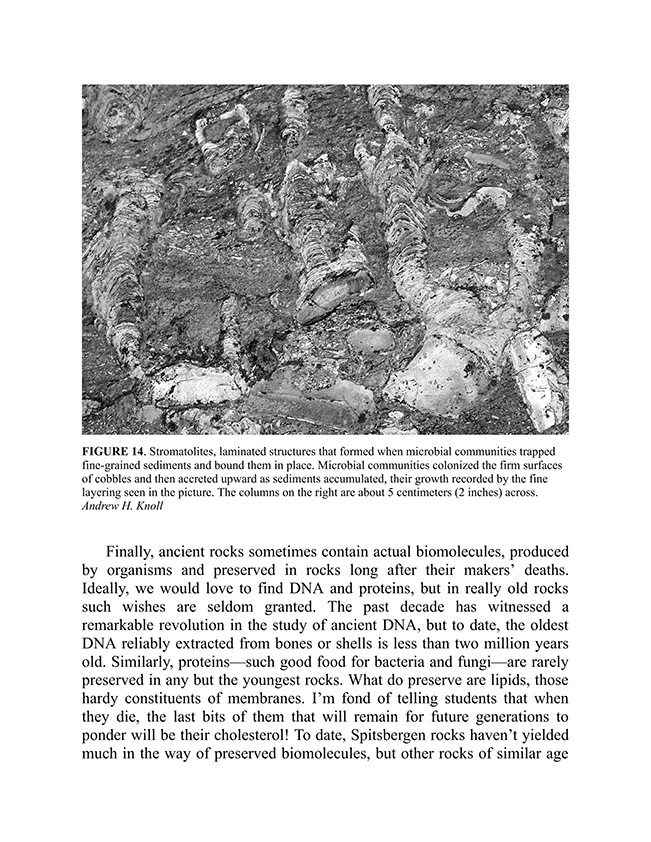 FIGURE 14. Stromatolites, laminated structures that formed when microbial communities trapped
fine-grained sediments and bound them in place. Microbial communities colonized the firm surfaces
of cobbles and then accreted upward as sediments accumulated, their growth recorded by the fine
layering seen in the picture. The columns on the right are about 5 centimeters (2 inches) across.
Andrew H. Knoll
Finally, ancient rocks sometimes contain actual biomolecules, produced
by organisms and preserved in rocks long after their makers’ deaths.
Ideally, we would love to find DNA and proteins, but in really old rocks
such wishes are seldom granted. The past decade has witnessed a
remarkable revolution in the study of ancient DNA, but to date, the oldest
DNA reliably extracted from bones or shells is less than two million years
old. Similarly, proteins—such good food for bacteria and fungi—are rarely
preserved in any but the youngest rocks. What do preserve are lipids, those
hardy constituents of membranes. I’m fond of telling students that when
they die, the last bits of them that will remain for future generations to
ponder will be their cholesterol! To date, Spitsbergen rocks haven’t yielded
much in the way of preserved biomolecules, but other rocks of similar age